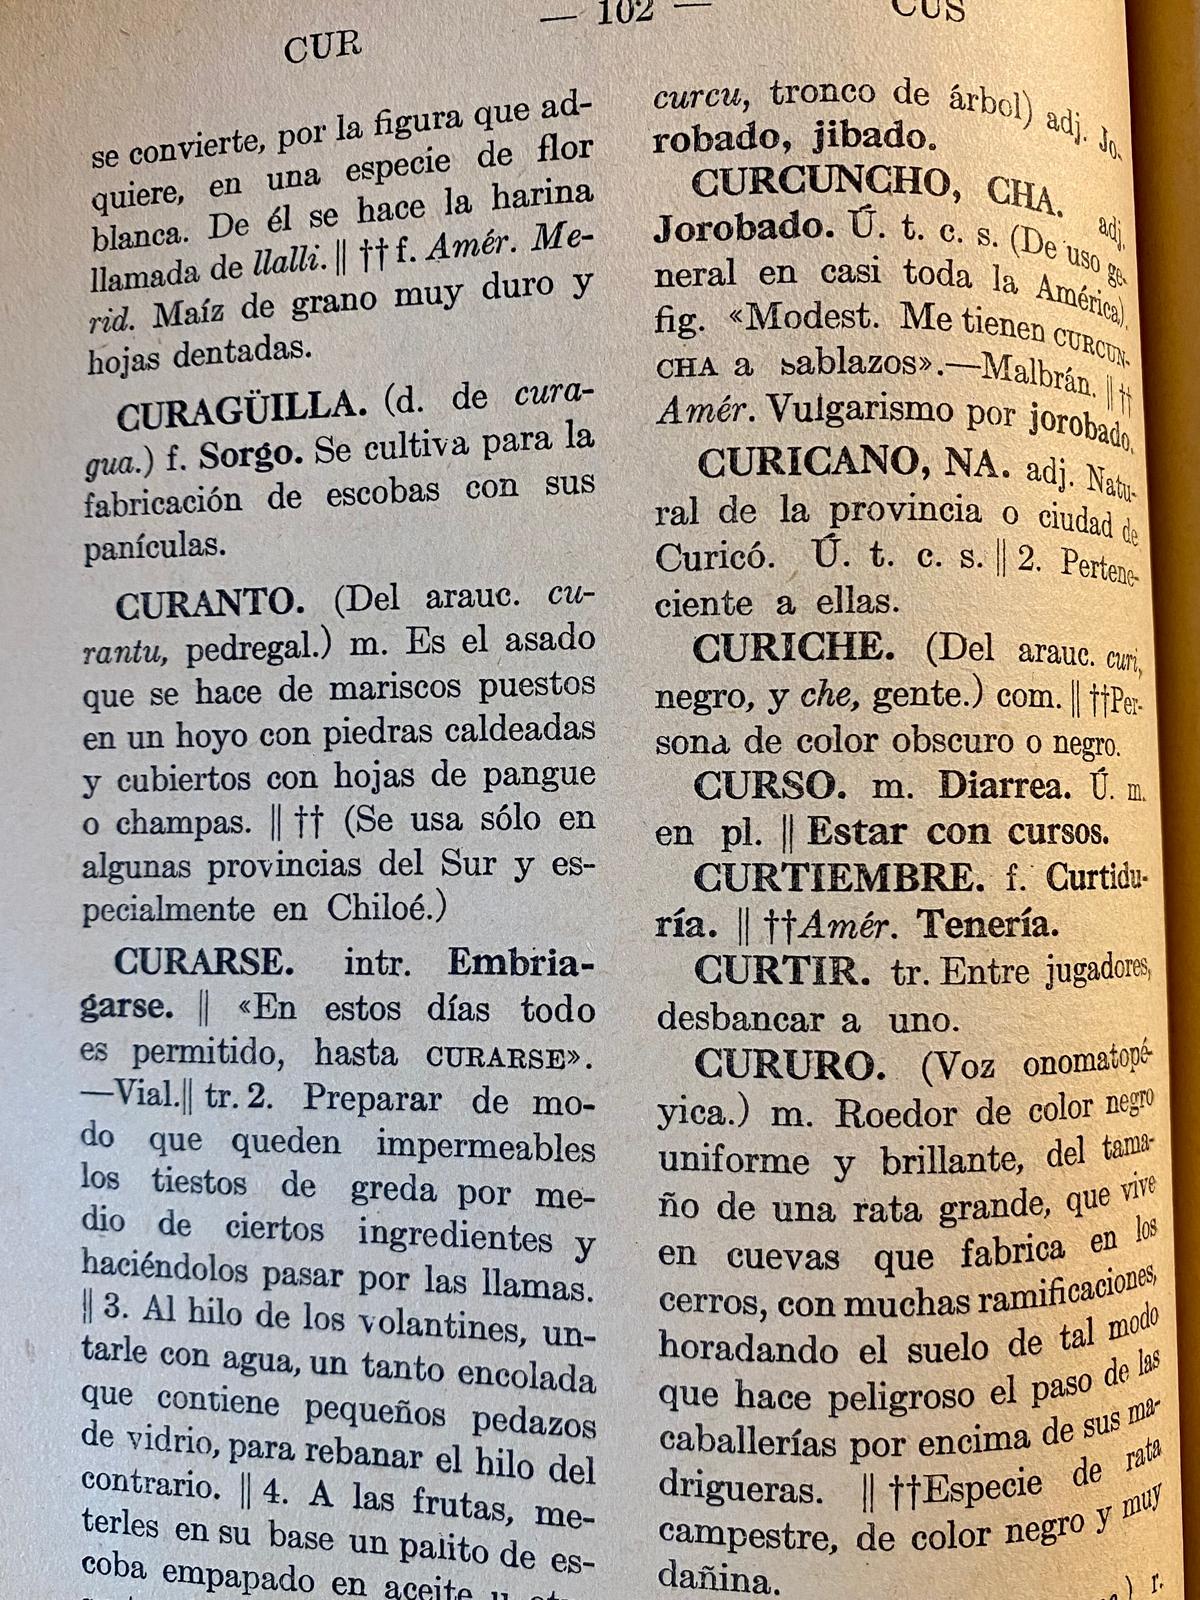 CUR
— 102 —
CUS
se convierte, por la figura que ad-
quiere, en una especie de flor
blanca. De él se hace la harina
llamada de llalli. || †† f. Amér. Me-
rid. Maíz de grano muy duro y
hojas dentadas.
CURAGÜILLA. (d. de cura-
gua.) f. Sorgo. Se cultiva para la
fabricación de escobas con sus
panículas.
CURANTO. (Del arauc. cu-
rantu, pedregal.) m. Es el asado
que se hace de mariscos puestos
en un hoyo con piedras caldeadas
y cubiertos con hojas de pangue
o champas. || †† (Se usa sólo en
algunas provincias del Sur y es-
pecialmente en Chiloé.)
CURARSE. intr. Embria-
garse. || «En estos días todo
es permitido, hasta CURARSE».
—Vial.|| tr. 2. Preparar de mo-
do que queden impermeables
los tiestos de greda por me-
dio de ciertos ingredientes y
haciéndolos pasar por las llamas.
|| 3. Al hilo de los volantines, un-
tarle con agua, un tanto encolada
que contiene pequeños pedazos
de vidrio, para rebanar el hilo del
contrario. || 4. A las frutas, me-
terles en su base un palito de es-
coba empapado en aceite u
curcu, tronco de árbol) adj. Jo-
robado, jibado.
CURCUNCHO, CHA. adj.
Jorobado. Ú. t. c. s. (De uso ge-
neral en casi toda la América).
fig. «Modest. Me tienen CURCUN-
CHA a sablazos».—Malbrán. || ††
Amér. Vulgarismo por jorobado.
CURICANO, NA. adj. Natu-
ral de la provincia o ciudad de
Curicó. Ú. t. c. s. || 2. Pertene-
ciente a ellas.
CURICHE. (Del arauc. curi,
negro, y che, gente.) com. || ††Per-
sona de color obscuro o negro.
CURSO. m. Diarrea. Ú. m.
en pl. || Estar con cursos.
CURTIEMBRE. f. Curtidu-
ría. || ††Amér. Tenería.
CURTIR. tr. Entre jugadores,
desbancar a uno.
CURURO. (Voz onomatopé-
yica.) m. Roedor de color negro
uniforme y brillante, del tama-
ño de una rata grande, que vive
en cuevas que fabrica en los
cerros, con muchas ramificaciones,
horadando el suelo de tal modo
que hace peligroso el paso de las
caballerías por encima de sus ma-
drigueras. || ††Especie de rata
campestre, de color negro y muy
dañina.
) r.